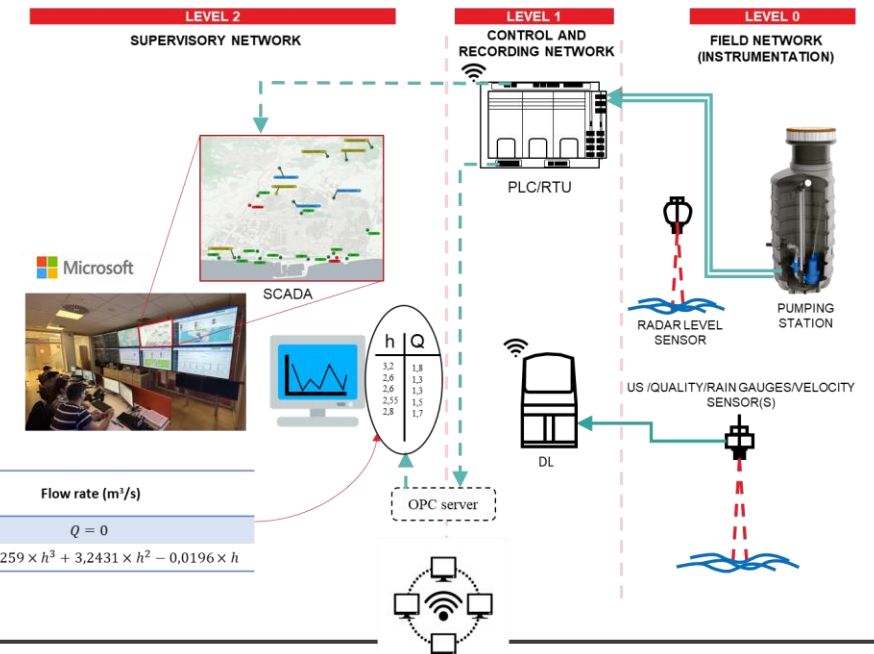 LEVEL 2
LEVEL 1
LEVEL 0
SUPERVISORY NETWORK
CONTROL AND
RECORDING NETWORK
FIELD NETWORK
(INSTRUMENTATION)
PLC/RTU
Microsoft
SCADA
RADAR LEVEL
SENSOR
PUMPING
STATION
h Q
3,2 1,8
2,6 1,3
2,6 1,3
2,55 1,5
2,8 1,7
US /QUALITY/RAIN GAUGES/VELOCITY
SENSOR(S)
DL
Flow rate (m³/s)
OPC server
Q = 0
259 × h³ + 3,2431 × h² − 0,0196 × h